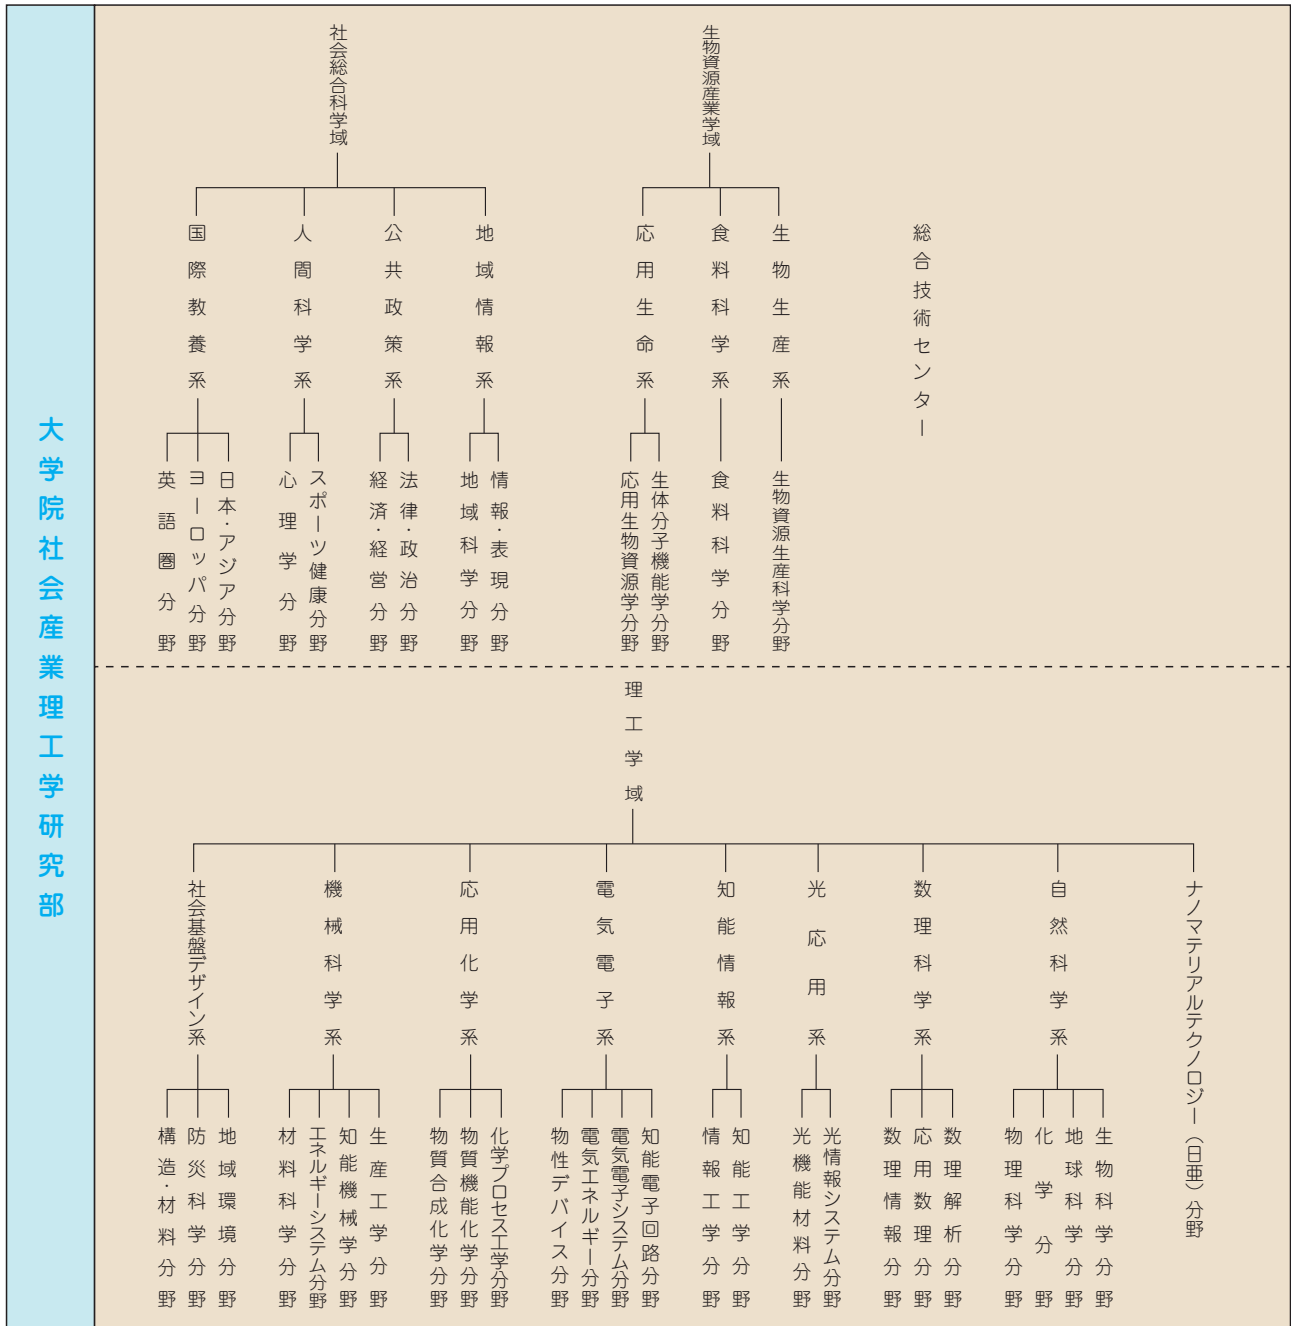 大学院社会産業理工学研究部
社会総合科学域
国際教養系
英語圏分野
ヨーロッパ分野
日本・アジア分野
人間科学系
心理学分野
スポーツ健康分野
公共政策系
経済・経営分野
法律・政治分野
地域情報系
地域科学分野
情報・表現分野
生物資源産業学域
応用生命系
応用生物資源学分野
生体分子機能学分野
食料科学系
食料科学分野
生物生産系
生物資源生産科学分野
総合技術センター
理工学域
社会基盤デザイン系
構造・材料分野
防災科学分野
地域環境分野
機械科学系
材料科学分野
エネルギーシステム分野
知能機械学分野
生産工学分野
応用化学系
物質合成化学分野
物質機能化学分野
化学プロセス工学分野
電気電子系
物性デバイス分野
電気エネルギー分野
電気電子システム分野
知能電子回路分野
知能情報系
情報工学分野
知能工学分野
光応用系
光機能材料分野
光情報システム分野
数理科学系
数理情報分野
応用数理分野
数理解析分野
自然科学系
物理科学分野
化学分野
地球科学分野
生物科学分野
ナノマテリアルテクノロジー（日亜）分野